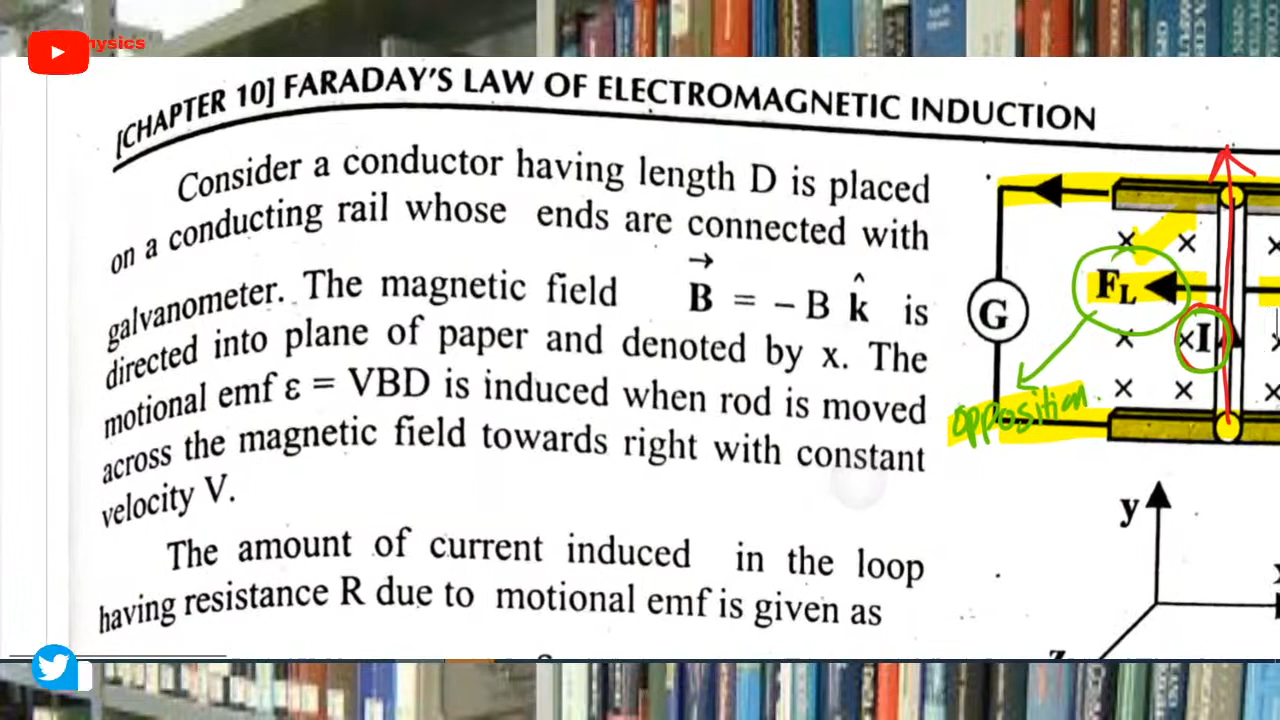 hysics
[CHAPTER 10] FARADAY'S LAW OF ELECTROMAGNETIC INDUCTION
Consider a conductor having length D is placed
on a conducting rail whose ends are connected with
galvanometer. The magnetic field B⃗ = – B k̂ is
directed into plane of paper and denoted by x. The
motional emf ε = VBD is induced when rod is moved
across the magnetic field towards right with constant
velocity V.
The amount of current induced in the loop
having resistance R due to motional emf is given as
× × ×
F_L
G
× × I ×
× × ×
opposition.
y
z